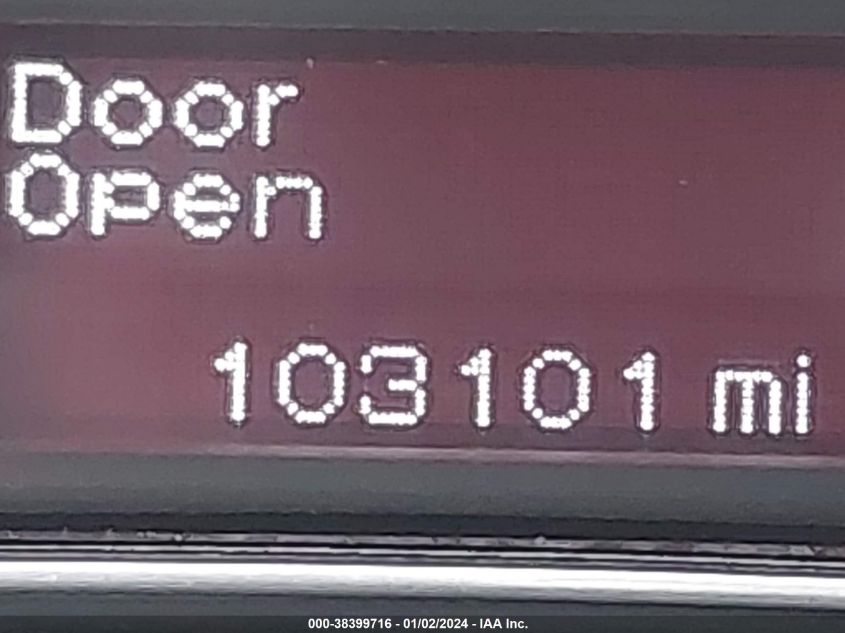 Door
Open
103101 mi
000-38399716 - 01/02/2024 - IAA Inc.